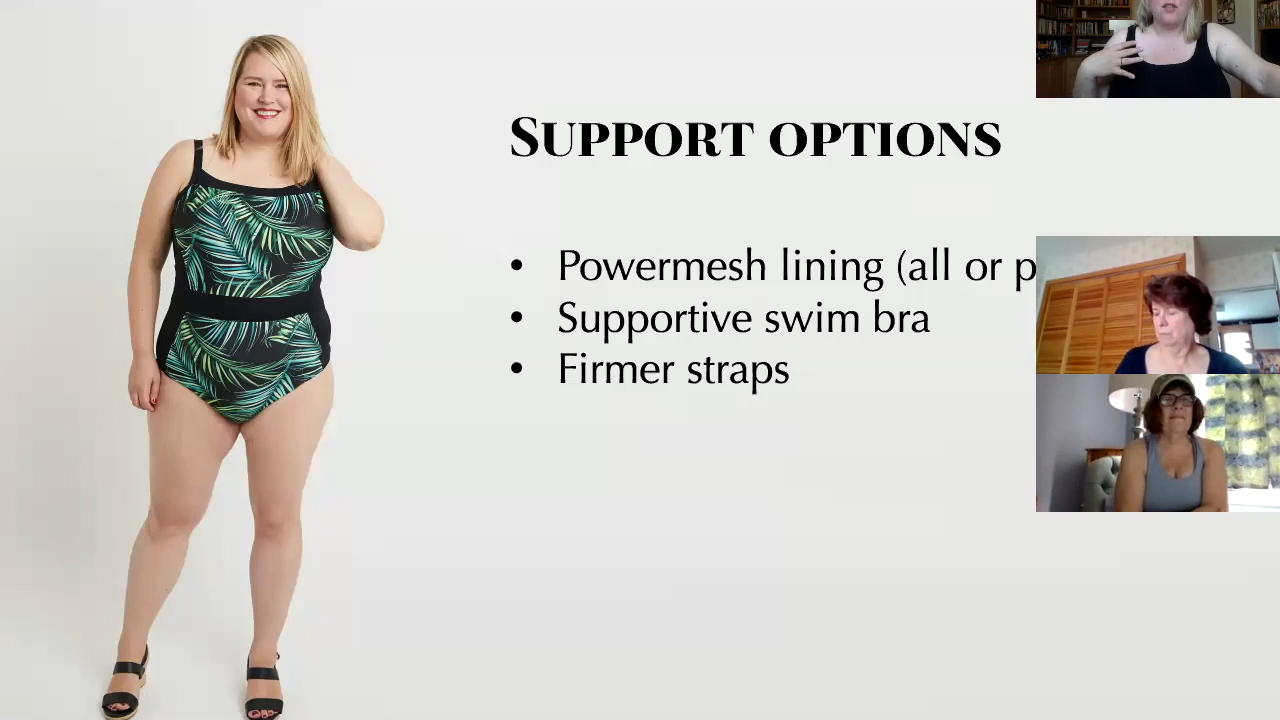 Support options
• Powermesh lining (all or p
• Supportive swim bra
• Firmer straps